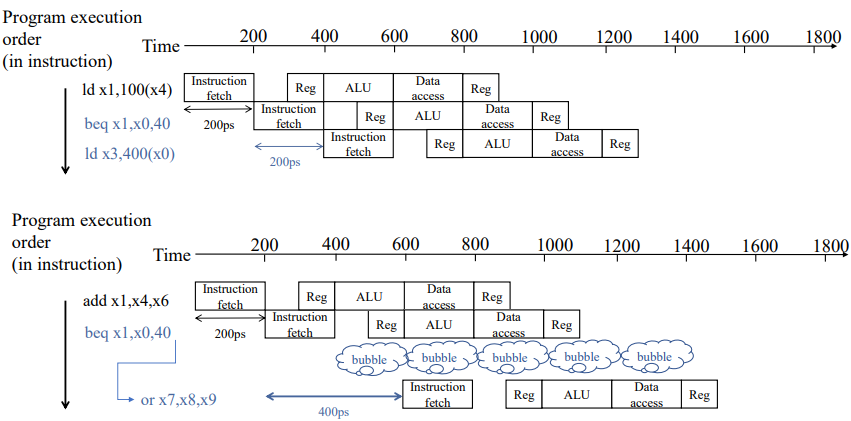 Program execution
order
(in instruction)
Time
200 400 600 800 1000 1200 1400 1600 1800
ld x1,100(x4)
Instruction
fetch
Reg
ALU
Data
access
Reg
200ps
beq x1,x0,40
Instruction
fetch
Reg
ALU
Data
access
Reg
ld x3,400(x0)
200ps
Instruction
fetch
Reg
ALU
Data
access
Reg
Program execution
order
(in instruction)
Time
200 400 600 800 1000 1200 1400 1600 1800
add x1,x4,x6
Instruction
fetch
Reg
ALU
Data
access
Reg
200ps
beq x1,x0,40
Instruction
fetch
Reg
ALU
Data
access
Reg
bubble bubble bubble bubble bubble
or x7,x8,x9
400ps
Instruction
fetch
Reg
ALU
Data
access
Reg